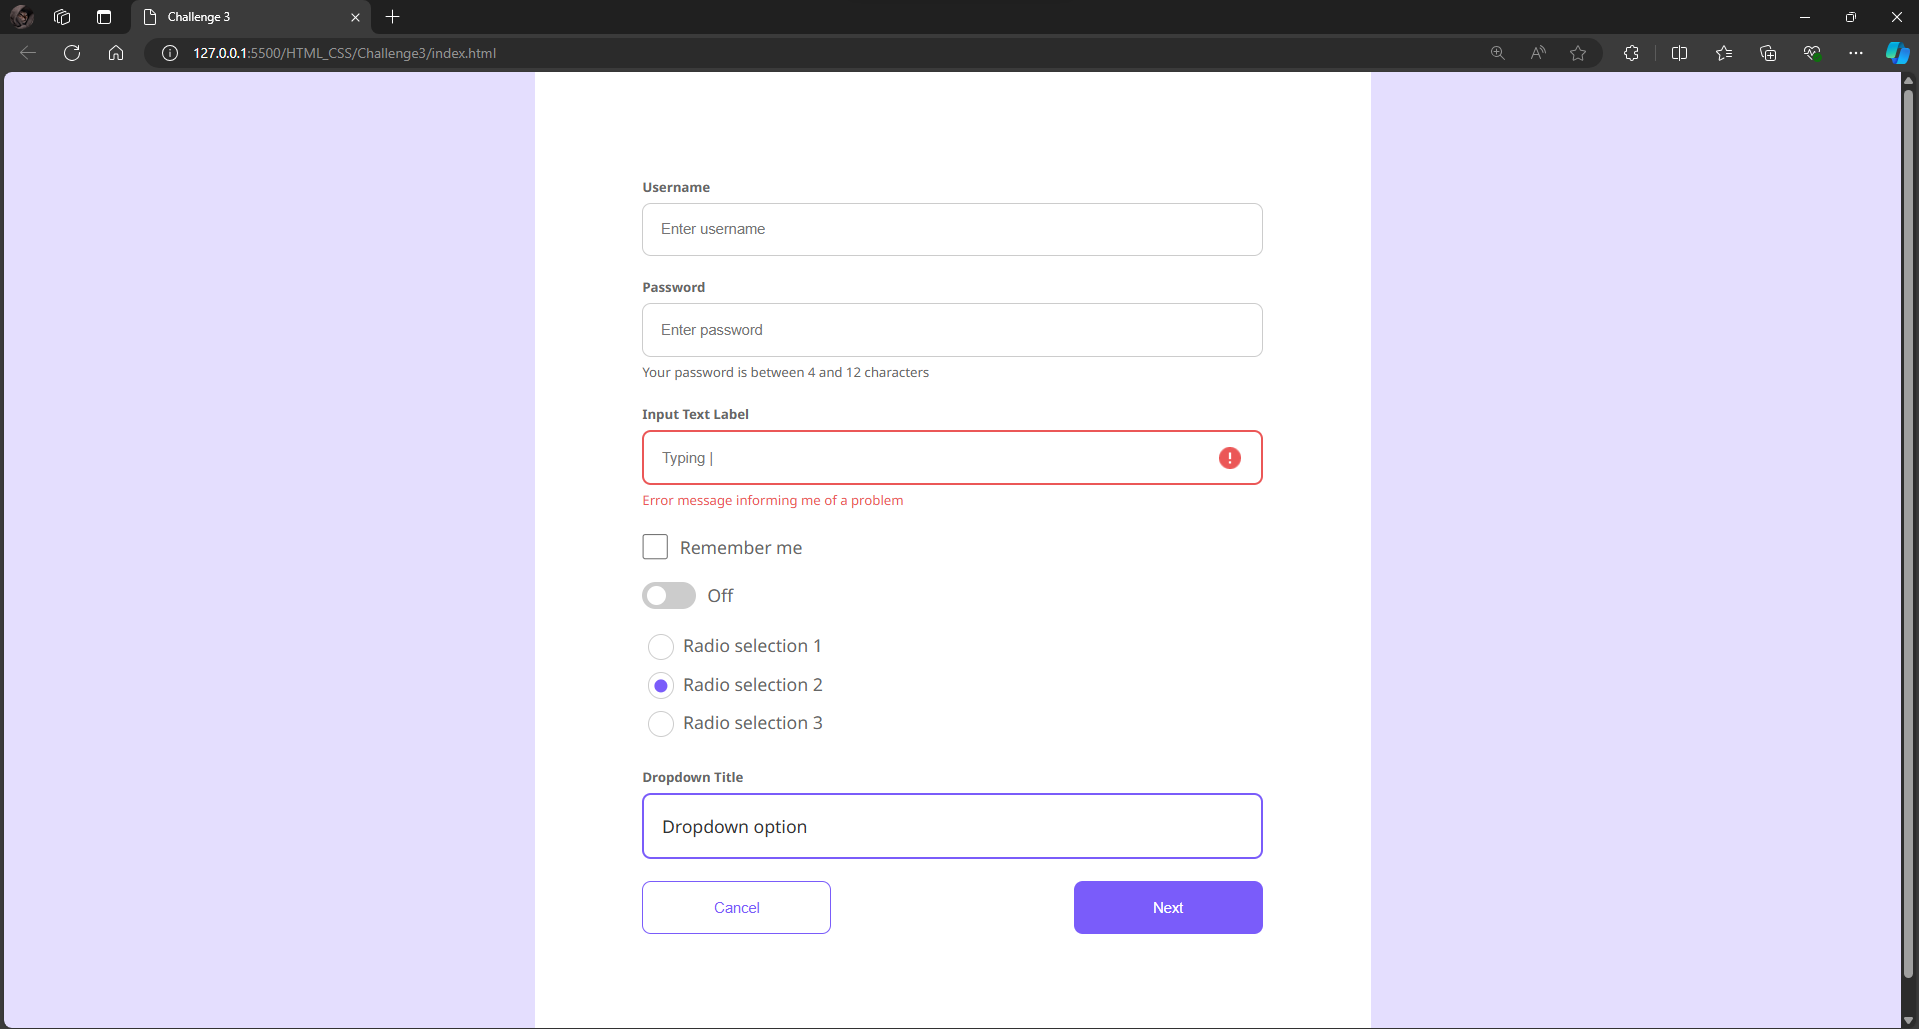 Challenge 3
127.0.0.1:5500/HTML_CSS/Challenge3/index.html
Username
Enter username
Password
Enter password
Your password is between 4 and 12 characters
Input Text Label
Typing |
Error message informing me of a problem
Remember me
Off
Radio selection 1
Radio selection 2
Radio selection 3
Dropdown Title
Dropdown option
Cancel Next